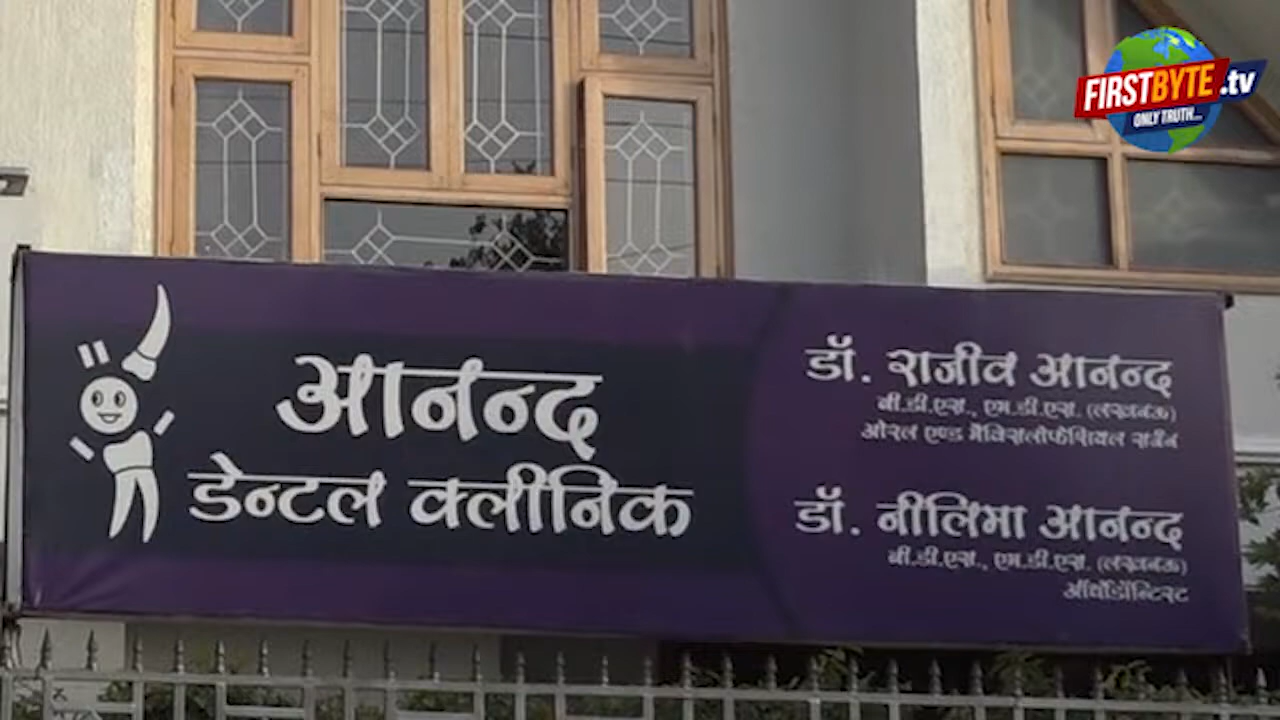 FIRSTBYTE.tv
ONLY TRUTH...
आनन्द
डेन्टल क्लीनिक
डॉ. राजीव आनन्द
बी.डी.एस., एम.डी.एस. (लखनऊ)
ओरल एण्ड मैक्सिलोफेशियल सर्जन
डॉ. नीलिमा आनन्द
बी.डी.एस., एम.डी.एस. (लखनऊ)
ऑर्थोडॉन्टिस्ट